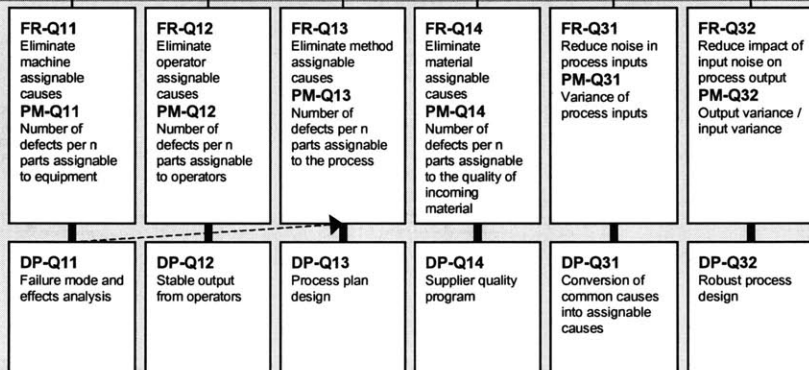 FR-Q11
Eliminate
machine
assignable
causes
PM-Q11
Number of
defects per n
parts assignable
to equipment
FR-Q12
Eliminate
operator
assignable
causes
PM-Q12
Number of
defects per n
parts assignable
to operators
FR-Q13
Eliminate method
assignable
causes
PM-Q13
Number of
defects per n
parts assignable
to the process
FR-Q14
Eliminate
material
assignable
causes
PM-Q14
Number of
defects per n
parts assignable
to the quality of
incoming
material
FR-Q31
Reduce noise in
process inputs
PM-Q31
Variance of
process inputs
FR-Q32
Reduce impact of
input noise on
process output
PM-Q32
Output variance /
input variance
DP-Q11
Failure mode and
effects analysis
DP-Q12
Stable output
from operators
DP-Q13
Process plan
design
DP-Q14
Supplier quality
program
DP-Q31
Conversion of
common causes
into assignable
causes
DP-Q32
Robust process
design